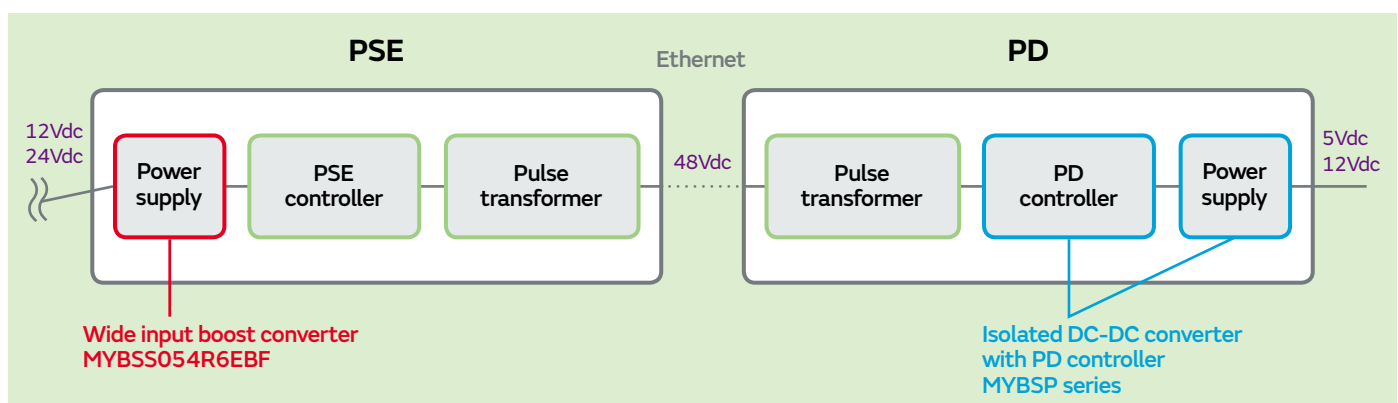 PSE
Ethernet
PD
12Vdc
24Vdc
Power
supply
PSE
controller
Pulse
transformer
48Vdc
Pulse
transformer
PD
controller
Power
supply
5Vdc
12Vdc
Wide input boost converter
MYBSS054R6EBF
Isolated DC-DC converter
with PD controller
MYBSP series